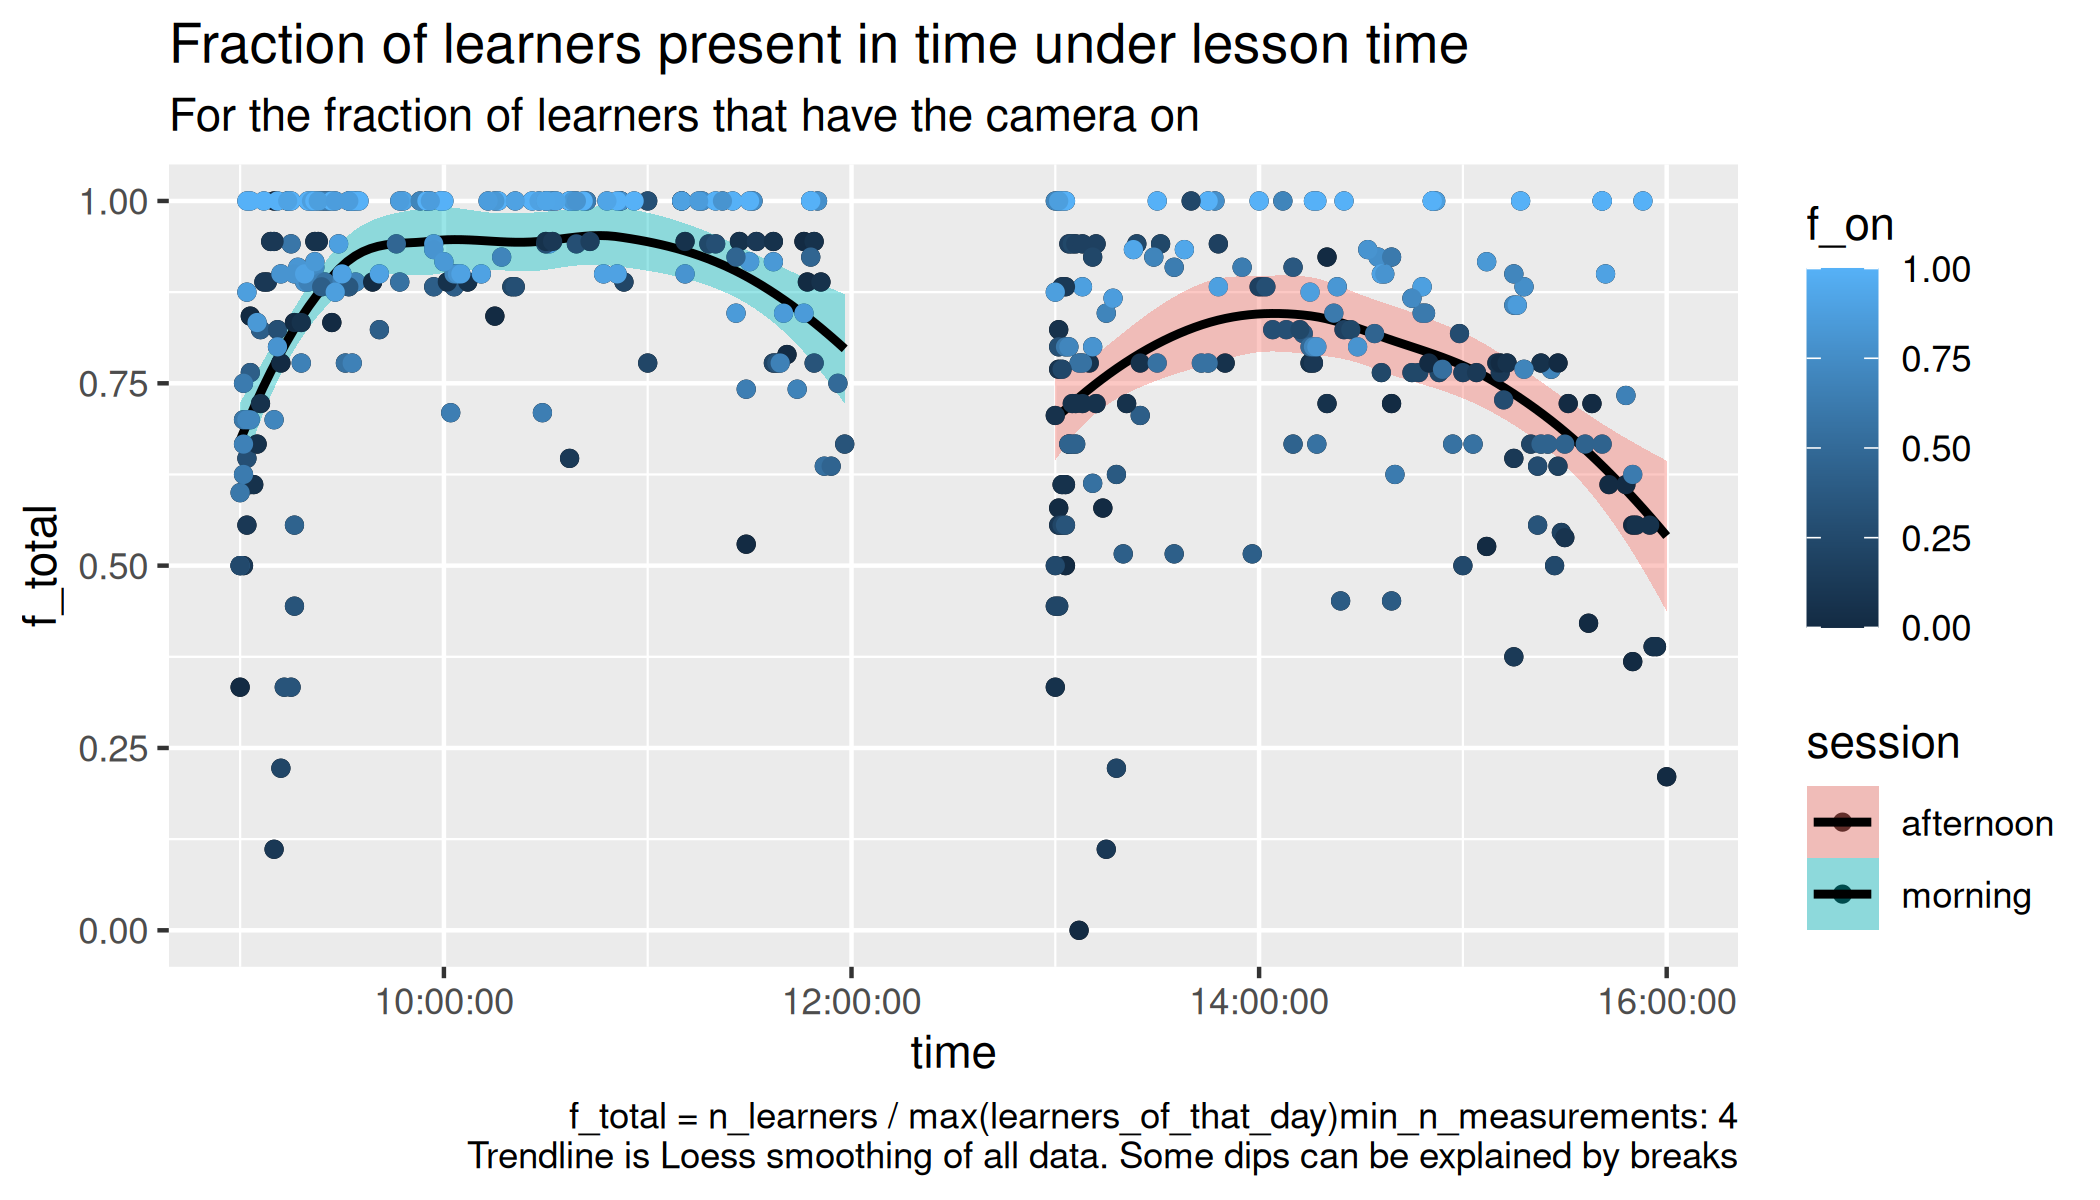 Fraction of learners present in time under lesson time
For the fraction of learners that have the camera on
f_total
1.00
0.75
0.50
0.25
0.00
10:00:00
12:00:00
14:00:00
16:00:00
time
f_total = n_learners / max(learners_of_that_day)min_n_measurements: 4
Trendline is Loess smoothing of all data. Some dips can be explained by breaks
f_on
1.00
0.75
0.50
0.25
0.00
session
afternoon
morning